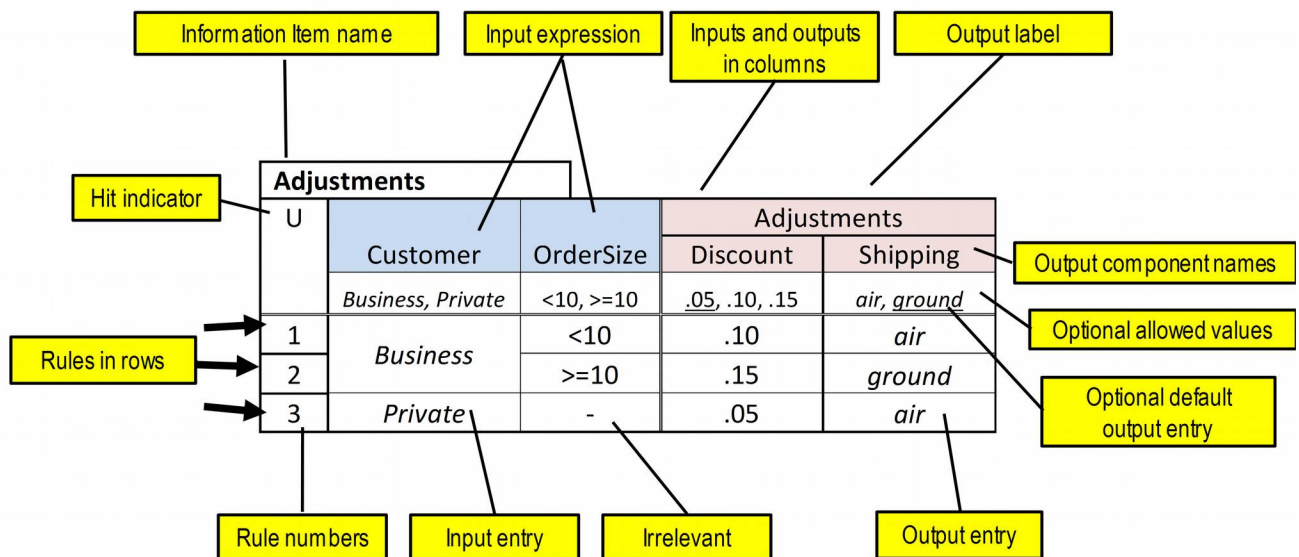 Information Item name
Input expression
Inputs and outputs
in columns
Output label
Adjustments
Hit indicator
U
Adjustments
Customer
OrderSize
Discount
Shipping
Output component names
Business, Private
<10, >=10
.05, .10, .15
air, ground
Optional allowed values
Rules in rows
1
Business
<10
.10
air
2
>=10
.15
ground
3
Private
-
.05
air
Optional default
output entry
Rule numbers
Input entry
Irrelevant
Output entry